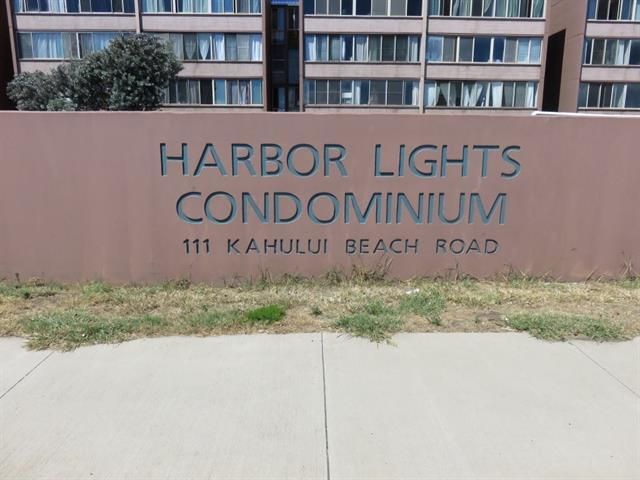 HARBOR LIGHTS
CONDOMINIUM
111 KAHULUI BEACH ROAD